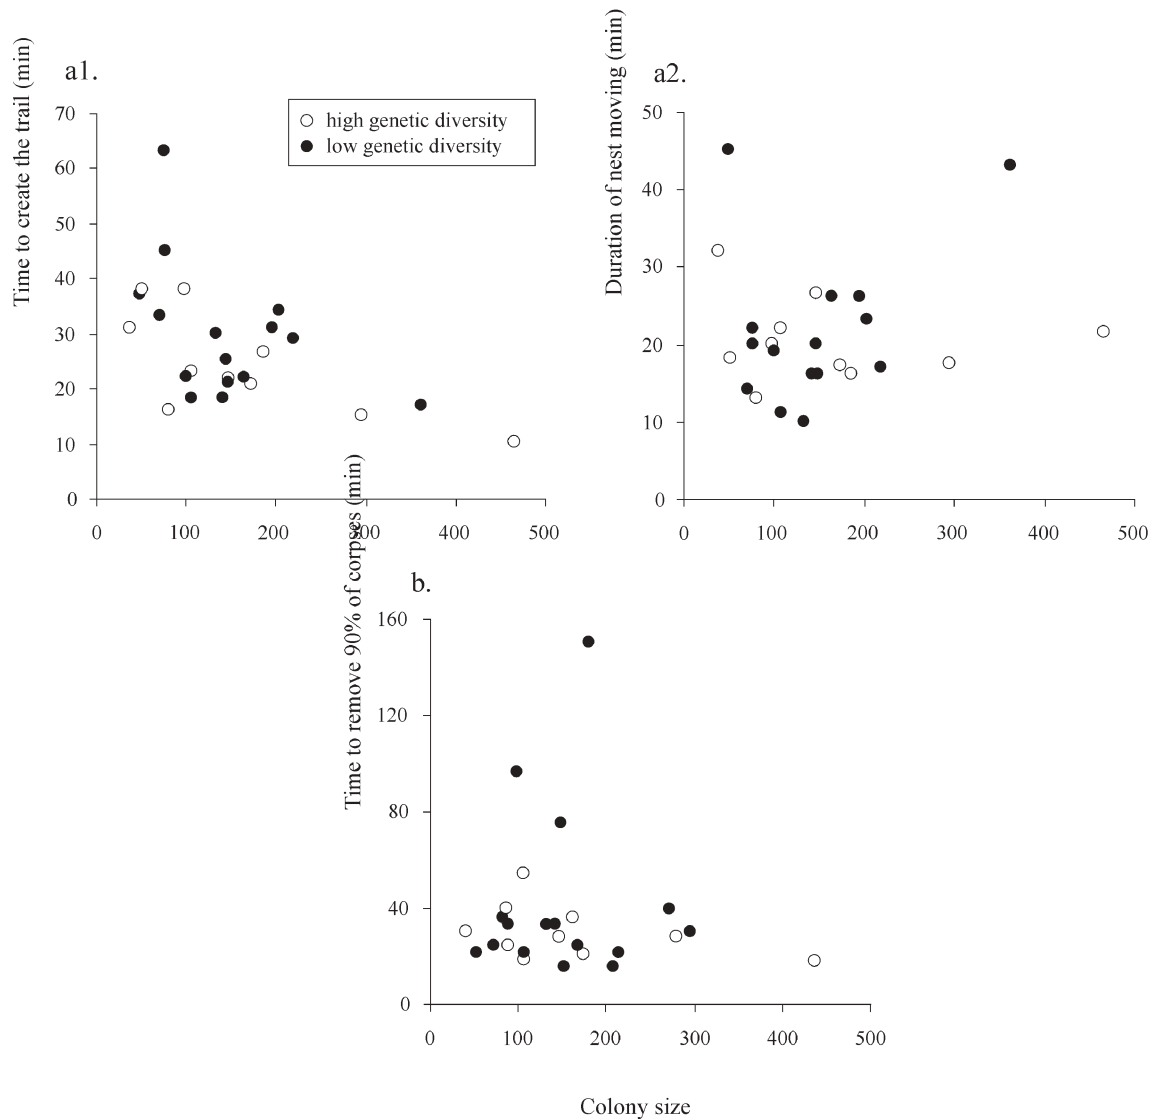 a1.
Time to create the trail (min)
high genetic diversity
low genetic diversity
70
60
50
40
30
20
10
0
0 100 200 300 400 500
a2.
Duration of nest moving (min)
50
40
30
20
10
0
0 100 200 300 400 500
b.
Time to remove 90% of corpses (min)
160
120
80
40
0
0 100 200 300 400 500
Colony size